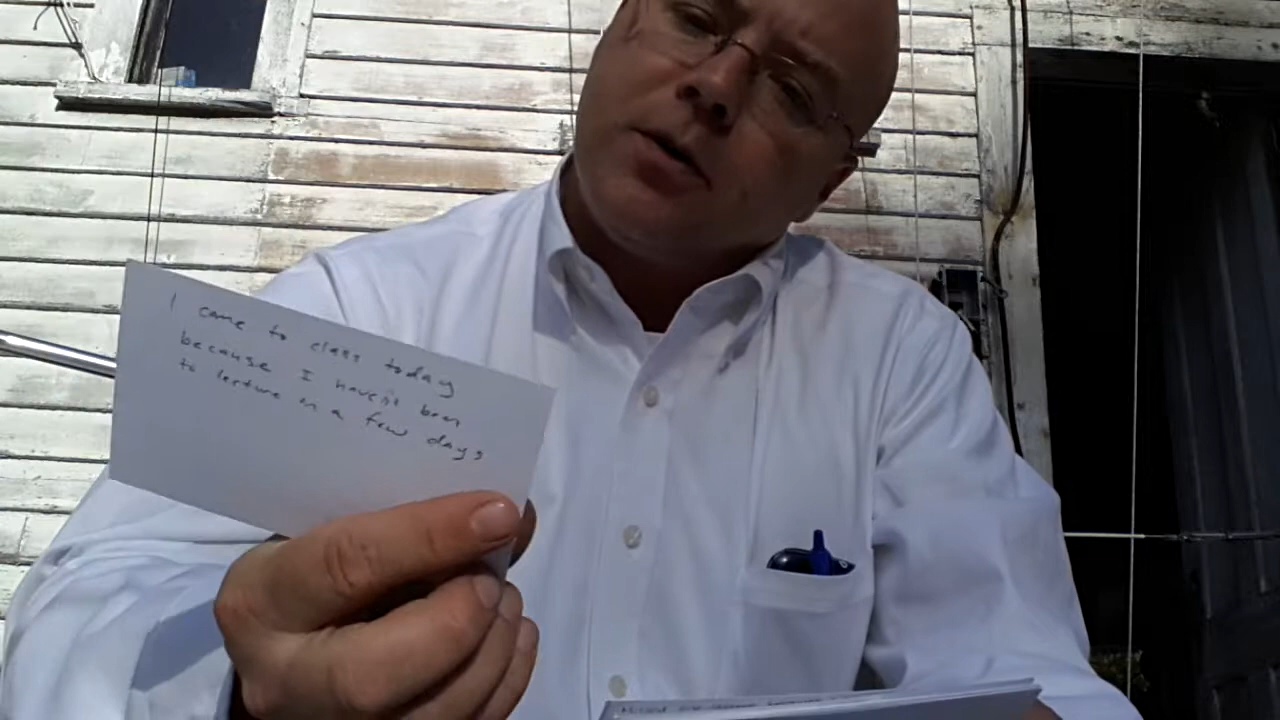 I came to class today
because I haven't been
to lecture in a few days